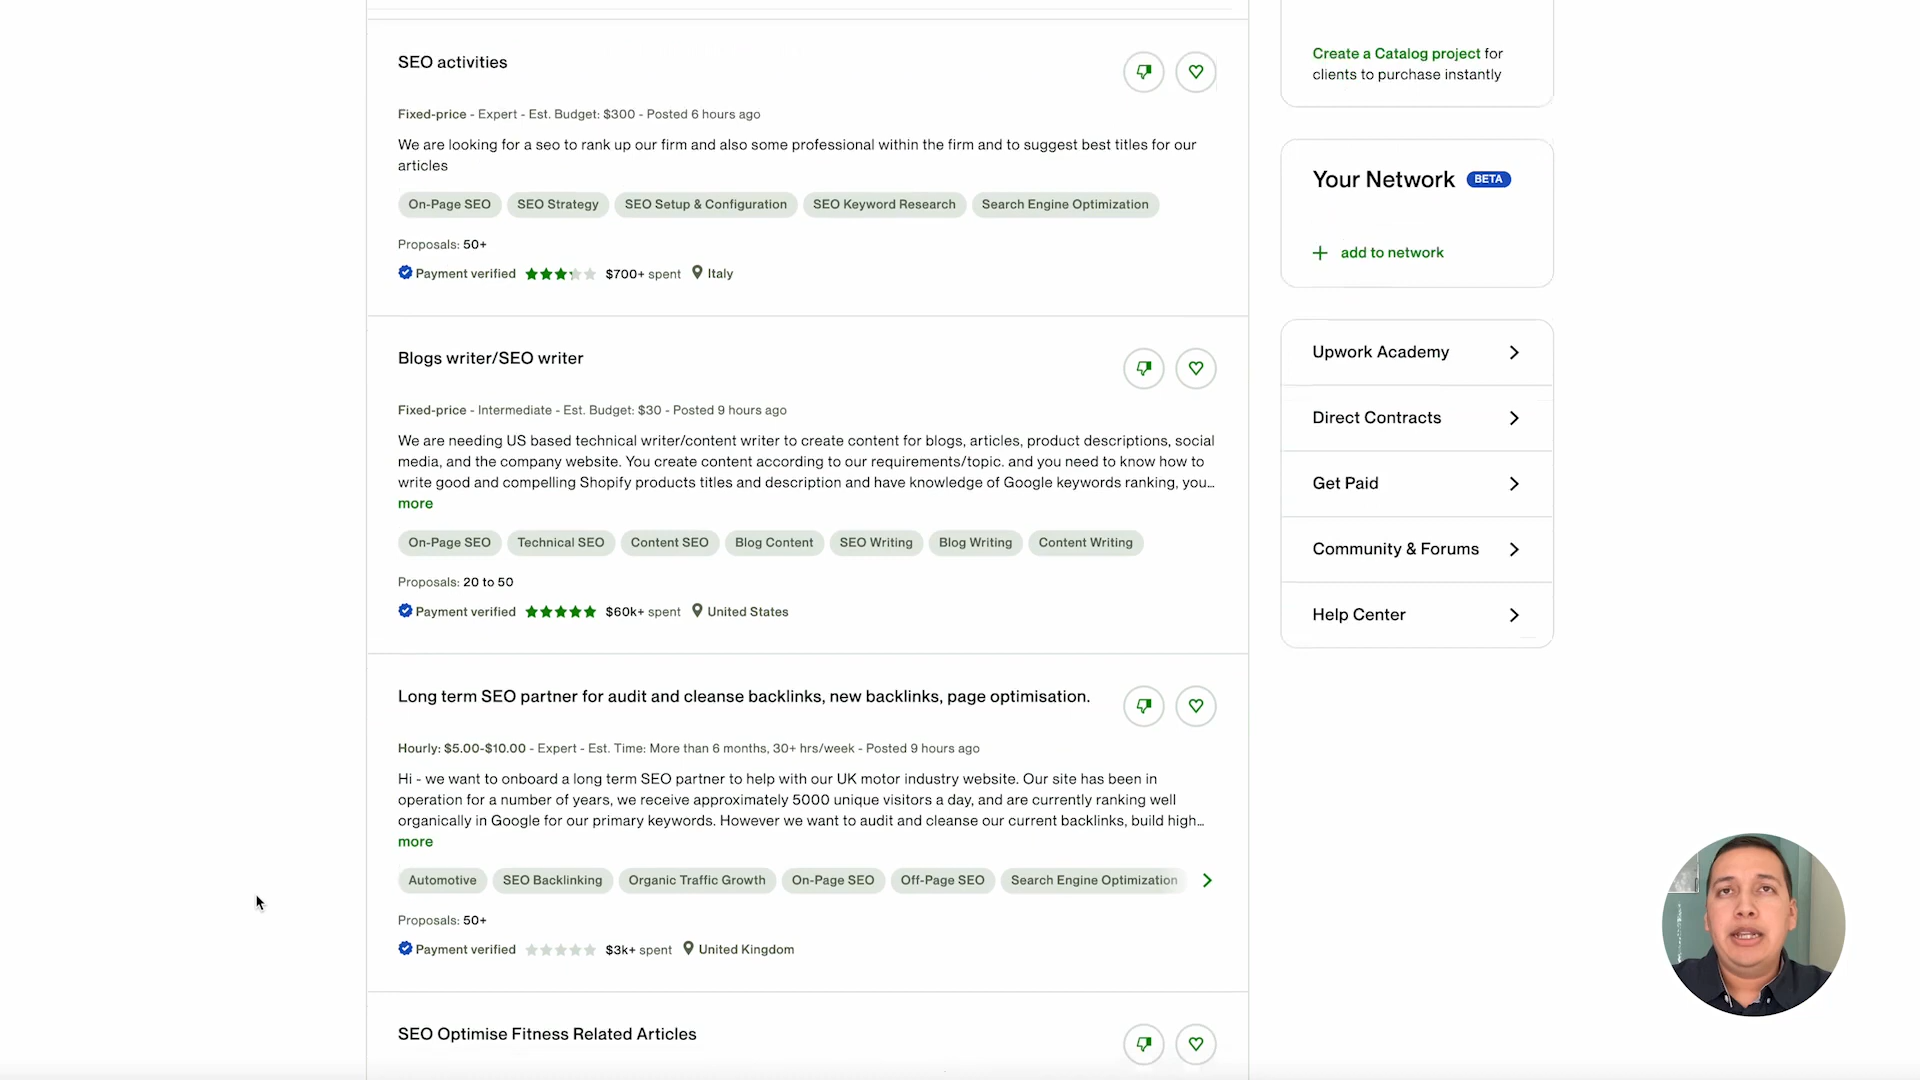 SEO activities
Fixed-price - Expert - Est. Budget: $300 - Posted 6 hours ago
We are looking for a seo to rank up our firm and also some professional within the firm and to suggest best titles for our
articles
On-Page SEO SEO Strategy SEO Setup & Configuration SEO Keyword Research Search Engine Optimization
Proposals: 50+
Payment verified $700+ spent Italy
Blogs writer/SEO writer
Fixed-price - Intermediate - Est. Budget: $30 - Posted 9 hours ago
We are needing US based technical writer/content writer to create content for blogs, articles, product descriptions, social
media, and the company website. You create content according to our requirements/topic. and you need to know how to
write good and compelling Shopify products titles and description and have knowledge of Google keywords ranking, you…
more
On-Page SEO Technical SEO Content SEO Blog Content SEO Writing Blog Writing Content Writing
Proposals: 20 to 50
Payment verified $60k+ spent United States
Long term SEO partner for audit and cleanse backlinks, new backlinks, page optimisation.
Hourly: $5.00-$10.00 - Expert - Est. Time: More than 6 months, 30+ hrs/week - Posted 9 hours ago
Hi - we want to onboard a long term SEO partner to help with our UK motor industry website. Our site has been in
operation for a number of years, we receive approximately 5000 unique visitors a day, and are currently ranking well
organically in Google for our primary keywords. However we want to audit and cleanse our current backlinks, build high…
more
Automotive SEO Backlinking Organic Traffic Growth On-Page SEO Off-Page SEO Search Engine Optimization
Proposals: 50+
Payment verified $3k+ spent United Kingdom
SEO Optimise Fitness Related Articles
Create a Catalog project for
clients to purchase instantly
Your Network BETA
+ add to network
Upwork Academy
Direct Contracts
Get Paid
Community & Forums
Help Center